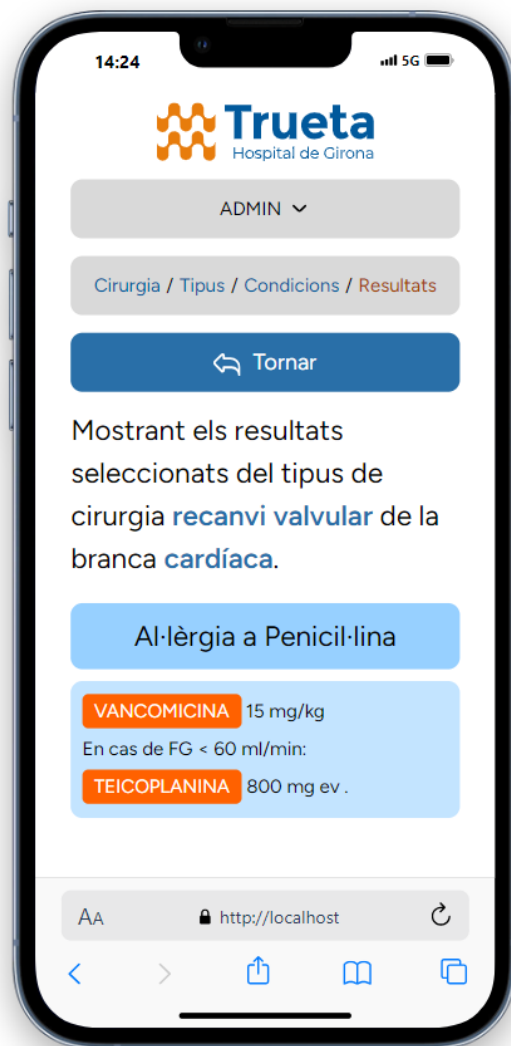 14:24
5G
Trueta
Hospital de Girona
ADMIN
Cirurgia / Tipus / Condicions / Resultats
Tornar
Mostrant els resultats
seleccionats del tipus de
cirurgia recanvi valvular de la
branca cardíaca.
Al·lèrgia a Penicil·lina
VANCOMICINA 15 mg/kg
En cas de FG < 60 ml/min:
TEICOPLANINA 800 mg ev .
AA http://localhost